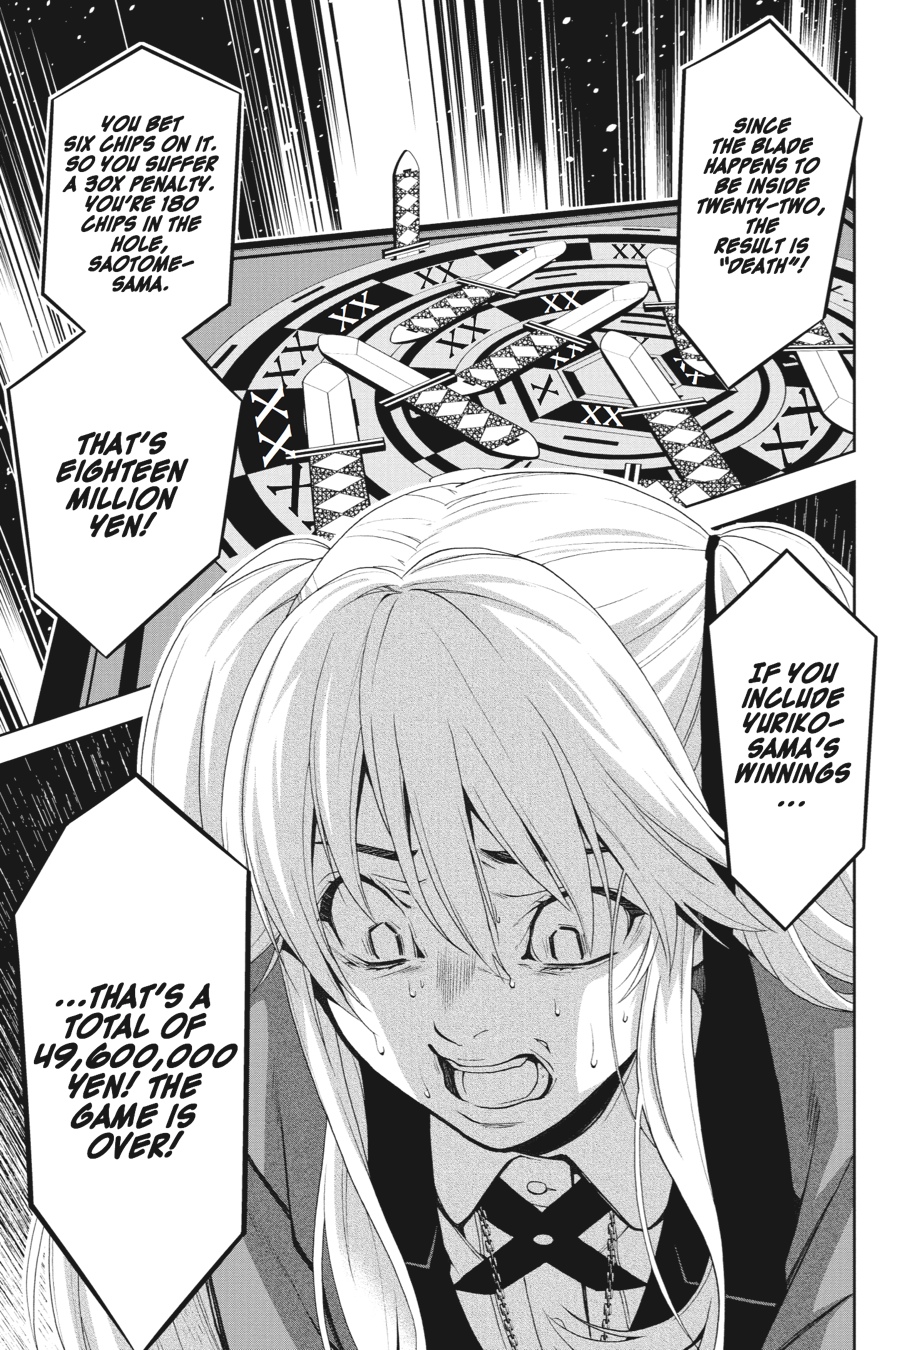 SINCE
THE BLADE
HAPPENS TO
BE INSIDE
TWENTY-TWO,
THE
RESULT IS
"DEATH"!
YOU BET
SIX CHIPS ON IT.
SO YOU SUFFER
A 30X PENALTY.
YOU'RE 180
CHIPS IN THE
HOLE,
SAOTOME-
SAMA.
THAT'S
EIGHTEEN
MILLION
YEN!
IF YOU
INCLUDE
YURIKO-
SAMA'S
WINNINGS
...
...THAT'S A
TOTAL OF
49,600,000
YEN! THE
GAME IS
OVER!